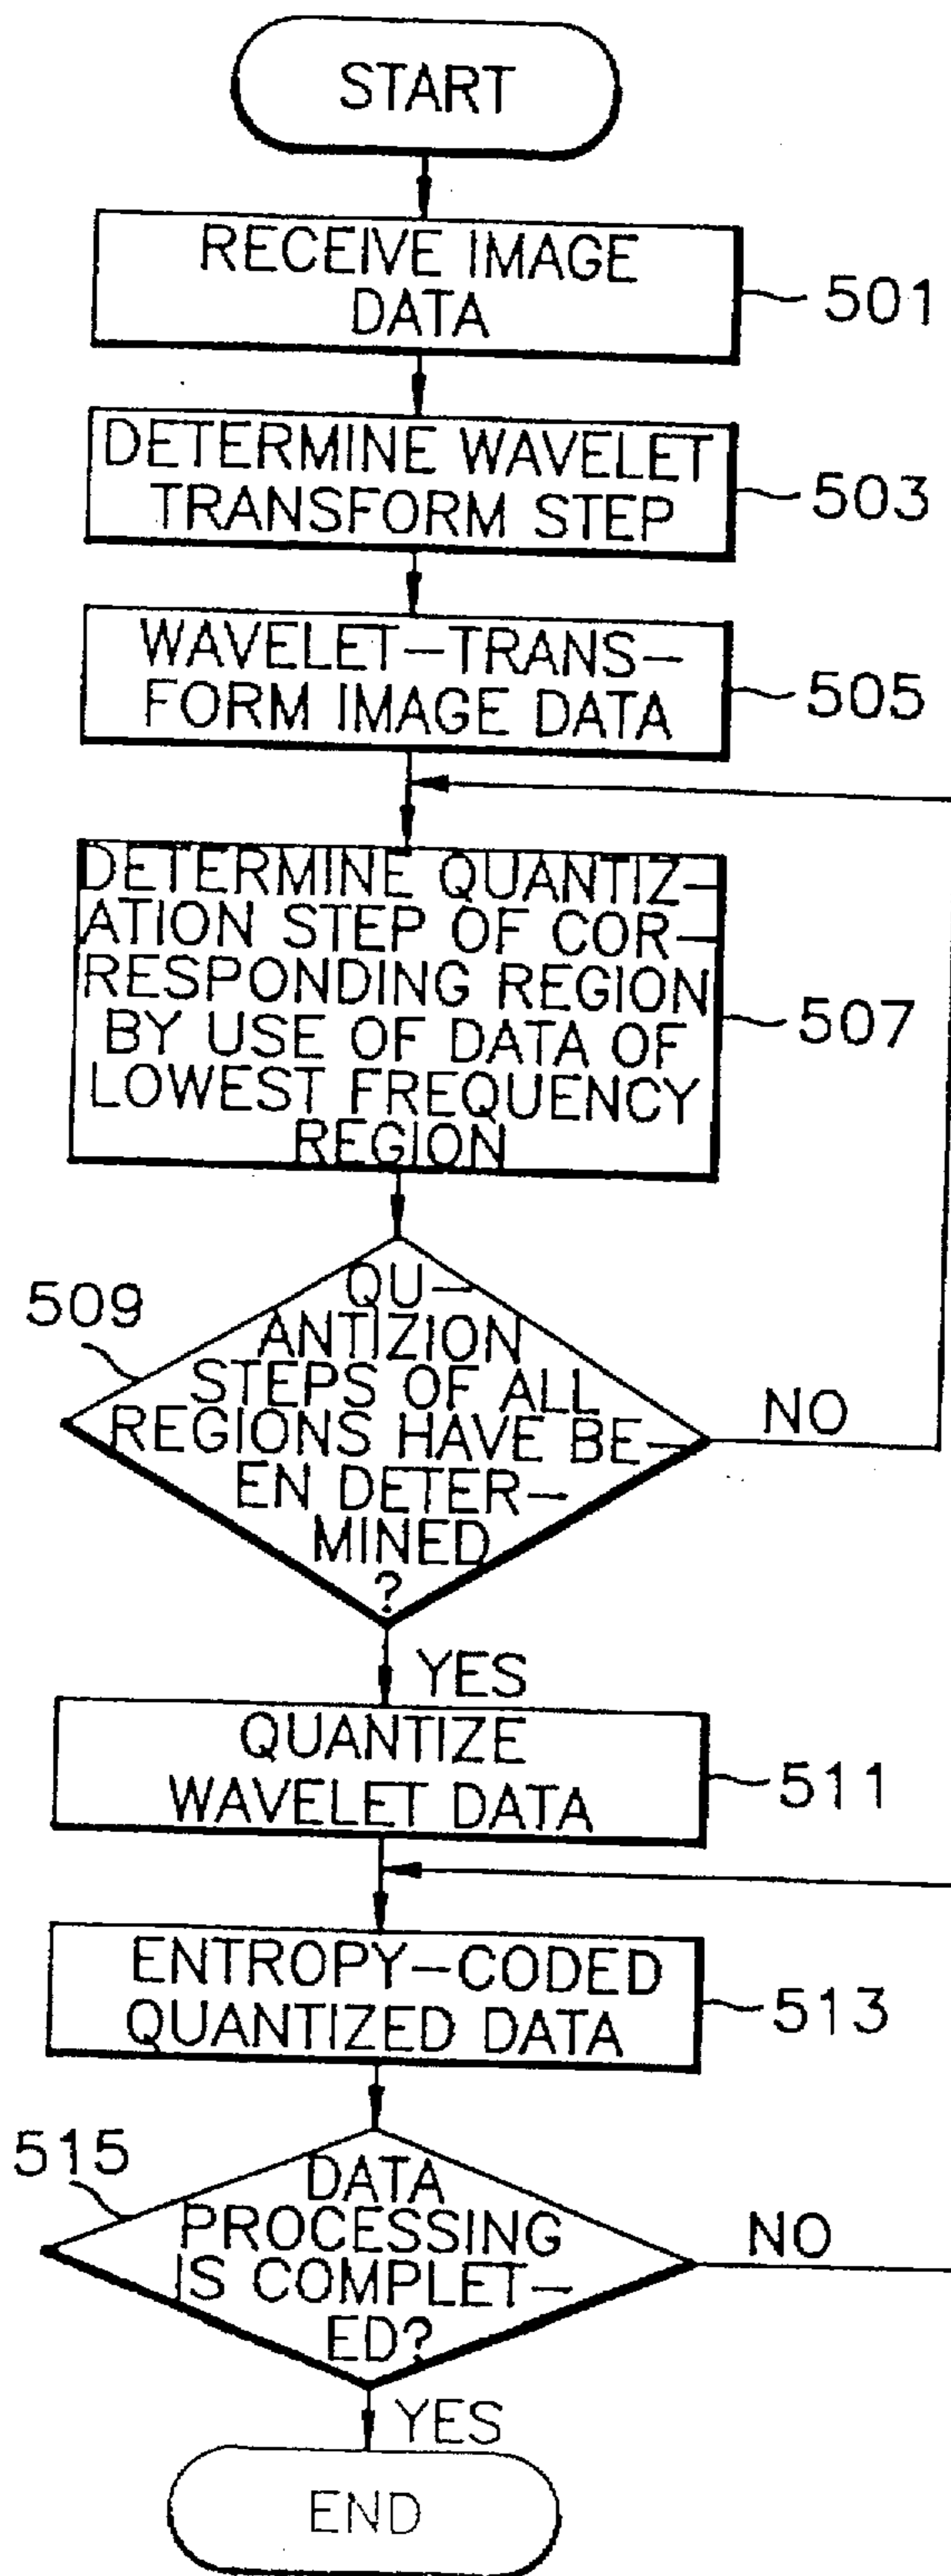 START
RECEIVE IMAGE
DATA
501
DETERMINE WAVELET
TRANSFORM STEP
503
WAVELET-TRANS-
FORM IMAGE DATA
505
DETERMINE QUANTIZ-
ATION STEP OF COR-
RESPONDING REGION
BY USE OF DATA OF
LOWEST FREQUENCY
REGION
507
509
QU-
ANTIZION
STEPS OF ALL
REGIONS HAVE BE-
EN DETER-
MINED
?
NO
YES
QUANTIZE
WAVELET DATA
511
ENTROPY-CODED
QUANTIZED DATA
513
515
DATA
PROCESSING
IS COMPLET-
ED?
NO
YES
END